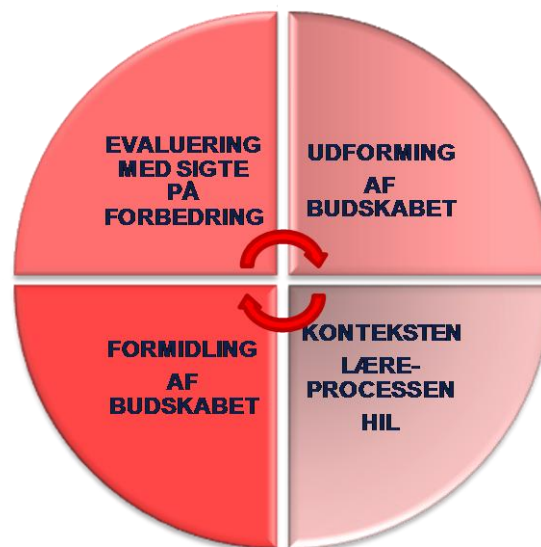 EVALUERING
MED SIGTE
PÅ
FORBEDRING
UDFORMING
AF
BUDSKABET
FORMIDLING
AF
BUDSKABET
KONTEKSTEN
LÆRE-
PROCESSEN
HIL